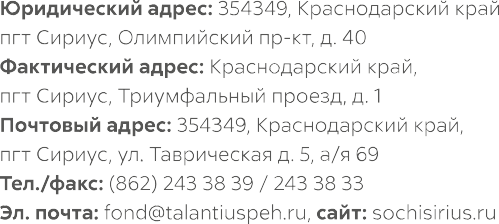 Юридический адрес: 354349, Краснодарский край
пгт Сириус, Олимпийский пр-кт, д. 40
Фактический адрес: Краснодарский край,
пгт Сириус, Триумфальный проезд, д. 1
Почтовый адрес: 354349, Краснодарский край,
пгт Сириус, ул. Таврическая д. 5, а/я 69
Тел./факс: (862) 243 38 39 / 243 38 33
Эл. почта: fond@talantiuspeh.ru, сайт: sochisirius.ru